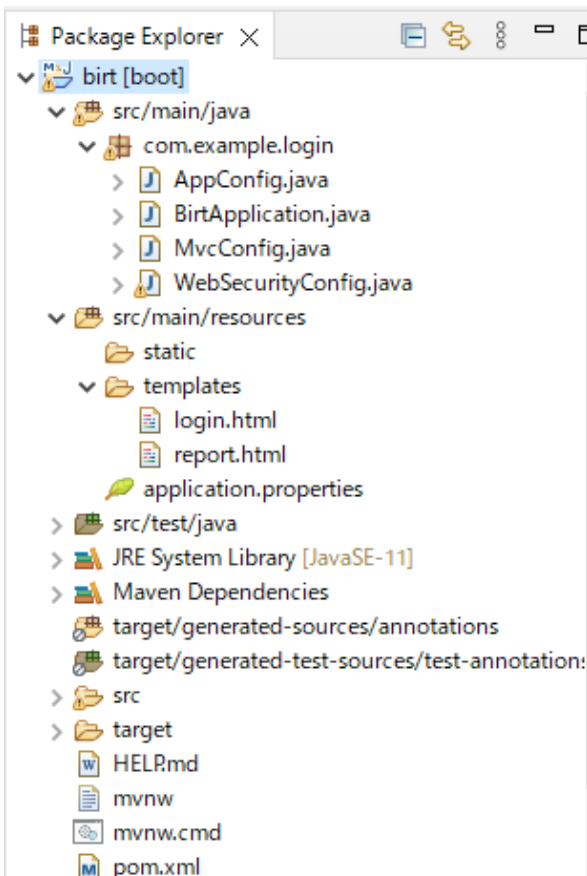 Package Explorer
birt [boot]
src/main/java
com.example.login
AppConfig.java
BirtApplication.java
MvcConfig.java
WebSecurityConfig.java
src/main/resources
static
templates
login.html
report.html
application.properties
src/test/java
JRE System Library [JavaSE-11]
Maven Dependencies
target/generated-sources/annotations
target/generated-test-sources/test-annotations
src
target
HELP.md
mvnw
mvnw.cmd
pom.xml